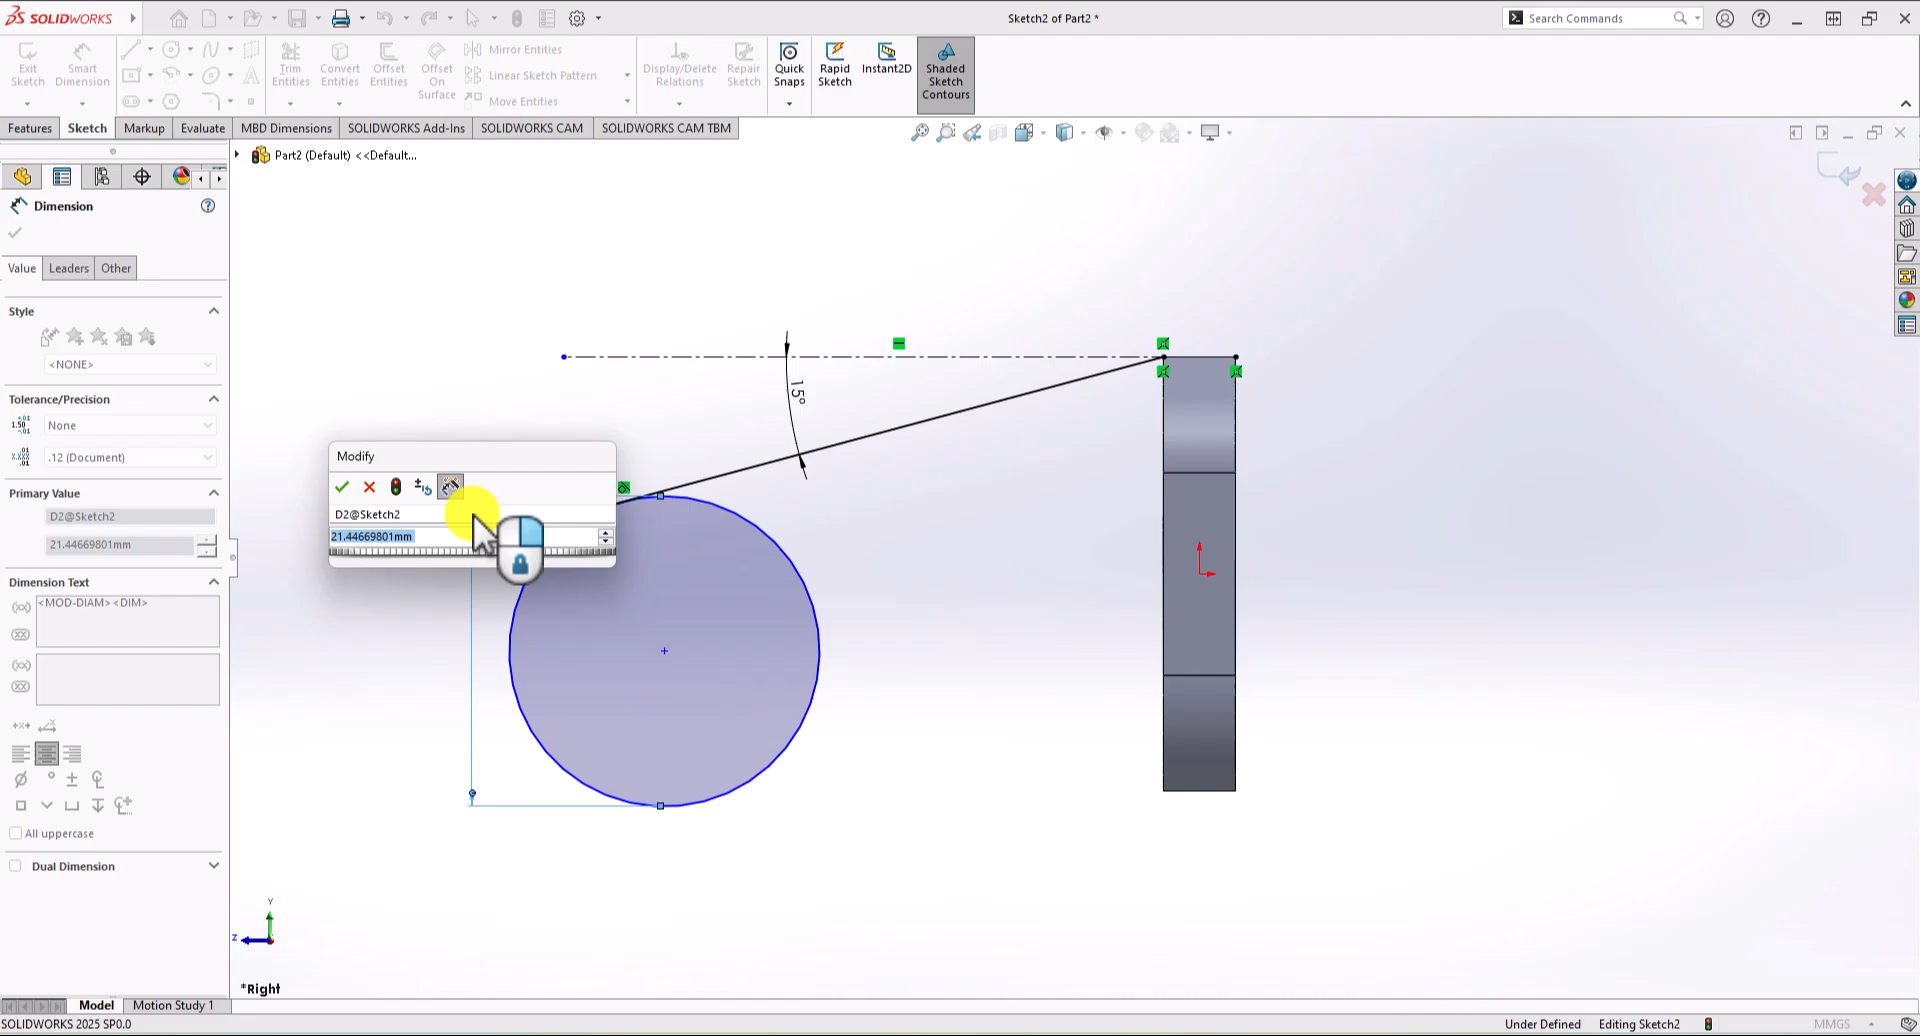 SOLIDWORKS
Sketch2 of Part2 *
Search Commands
Exit Sketch
Smart Dimension
Trim Entities
Convert Entities
Offset Entities
Offset On Surface
Mirror Entities
Linear Sketch Pattern
Move Entities
Display/Delete Relations
Repair Sketch
Quick Snaps
Rapid Sketch
Instant2D
Shaded Sketch Contours
Features
Sketch
Markup
Evaluate
MBD Dimensions
SOLIDWORKS Add-Ins
SOLIDWORKS CAM
SOLIDWORKS CAM TBM
Part2 (Default) <<Default...
Dimension
Value
Leaders
Other
Style
<NONE>
Tolerance/Precision
None
.12 (Document)
Primary Value
D2@Sketch2
21.44669801mm
Dimension Text
<MOD-DIAM><DIM>
All uppercase
Dual Dimension
15°
Modify
D2@Sketch2
21.44669801mm
Y
Z
*Right
Model
Motion Study 1
SOLIDWORKS 2025 SP0.0
Under Defined
Editing Sketch2
MMGS